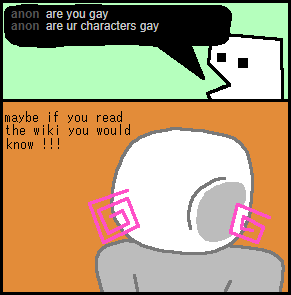 anon are you gay
anon are ur characters gay
maybe if you read
the wiki you would
know !!!